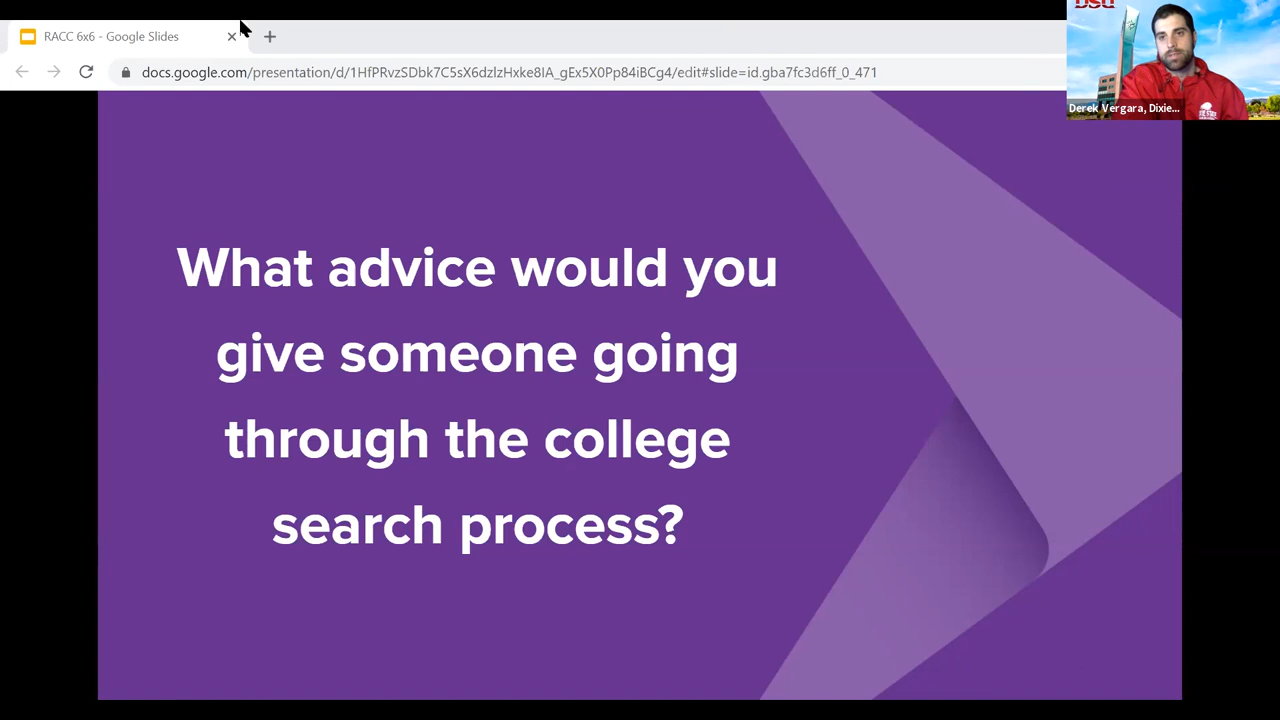 RACC 6x6 - Google Slides
docs.google.com/presentation/d/1HfPRvzSDbk7C5sX6dzlzHxke8IA_gEx5X0Pp84iBCg4/edit#slide=id.gba7fc3d6ff_0_471
DSU
Derek Vergara, Dixie...
What advice would you
give someone going
through the college
search process?